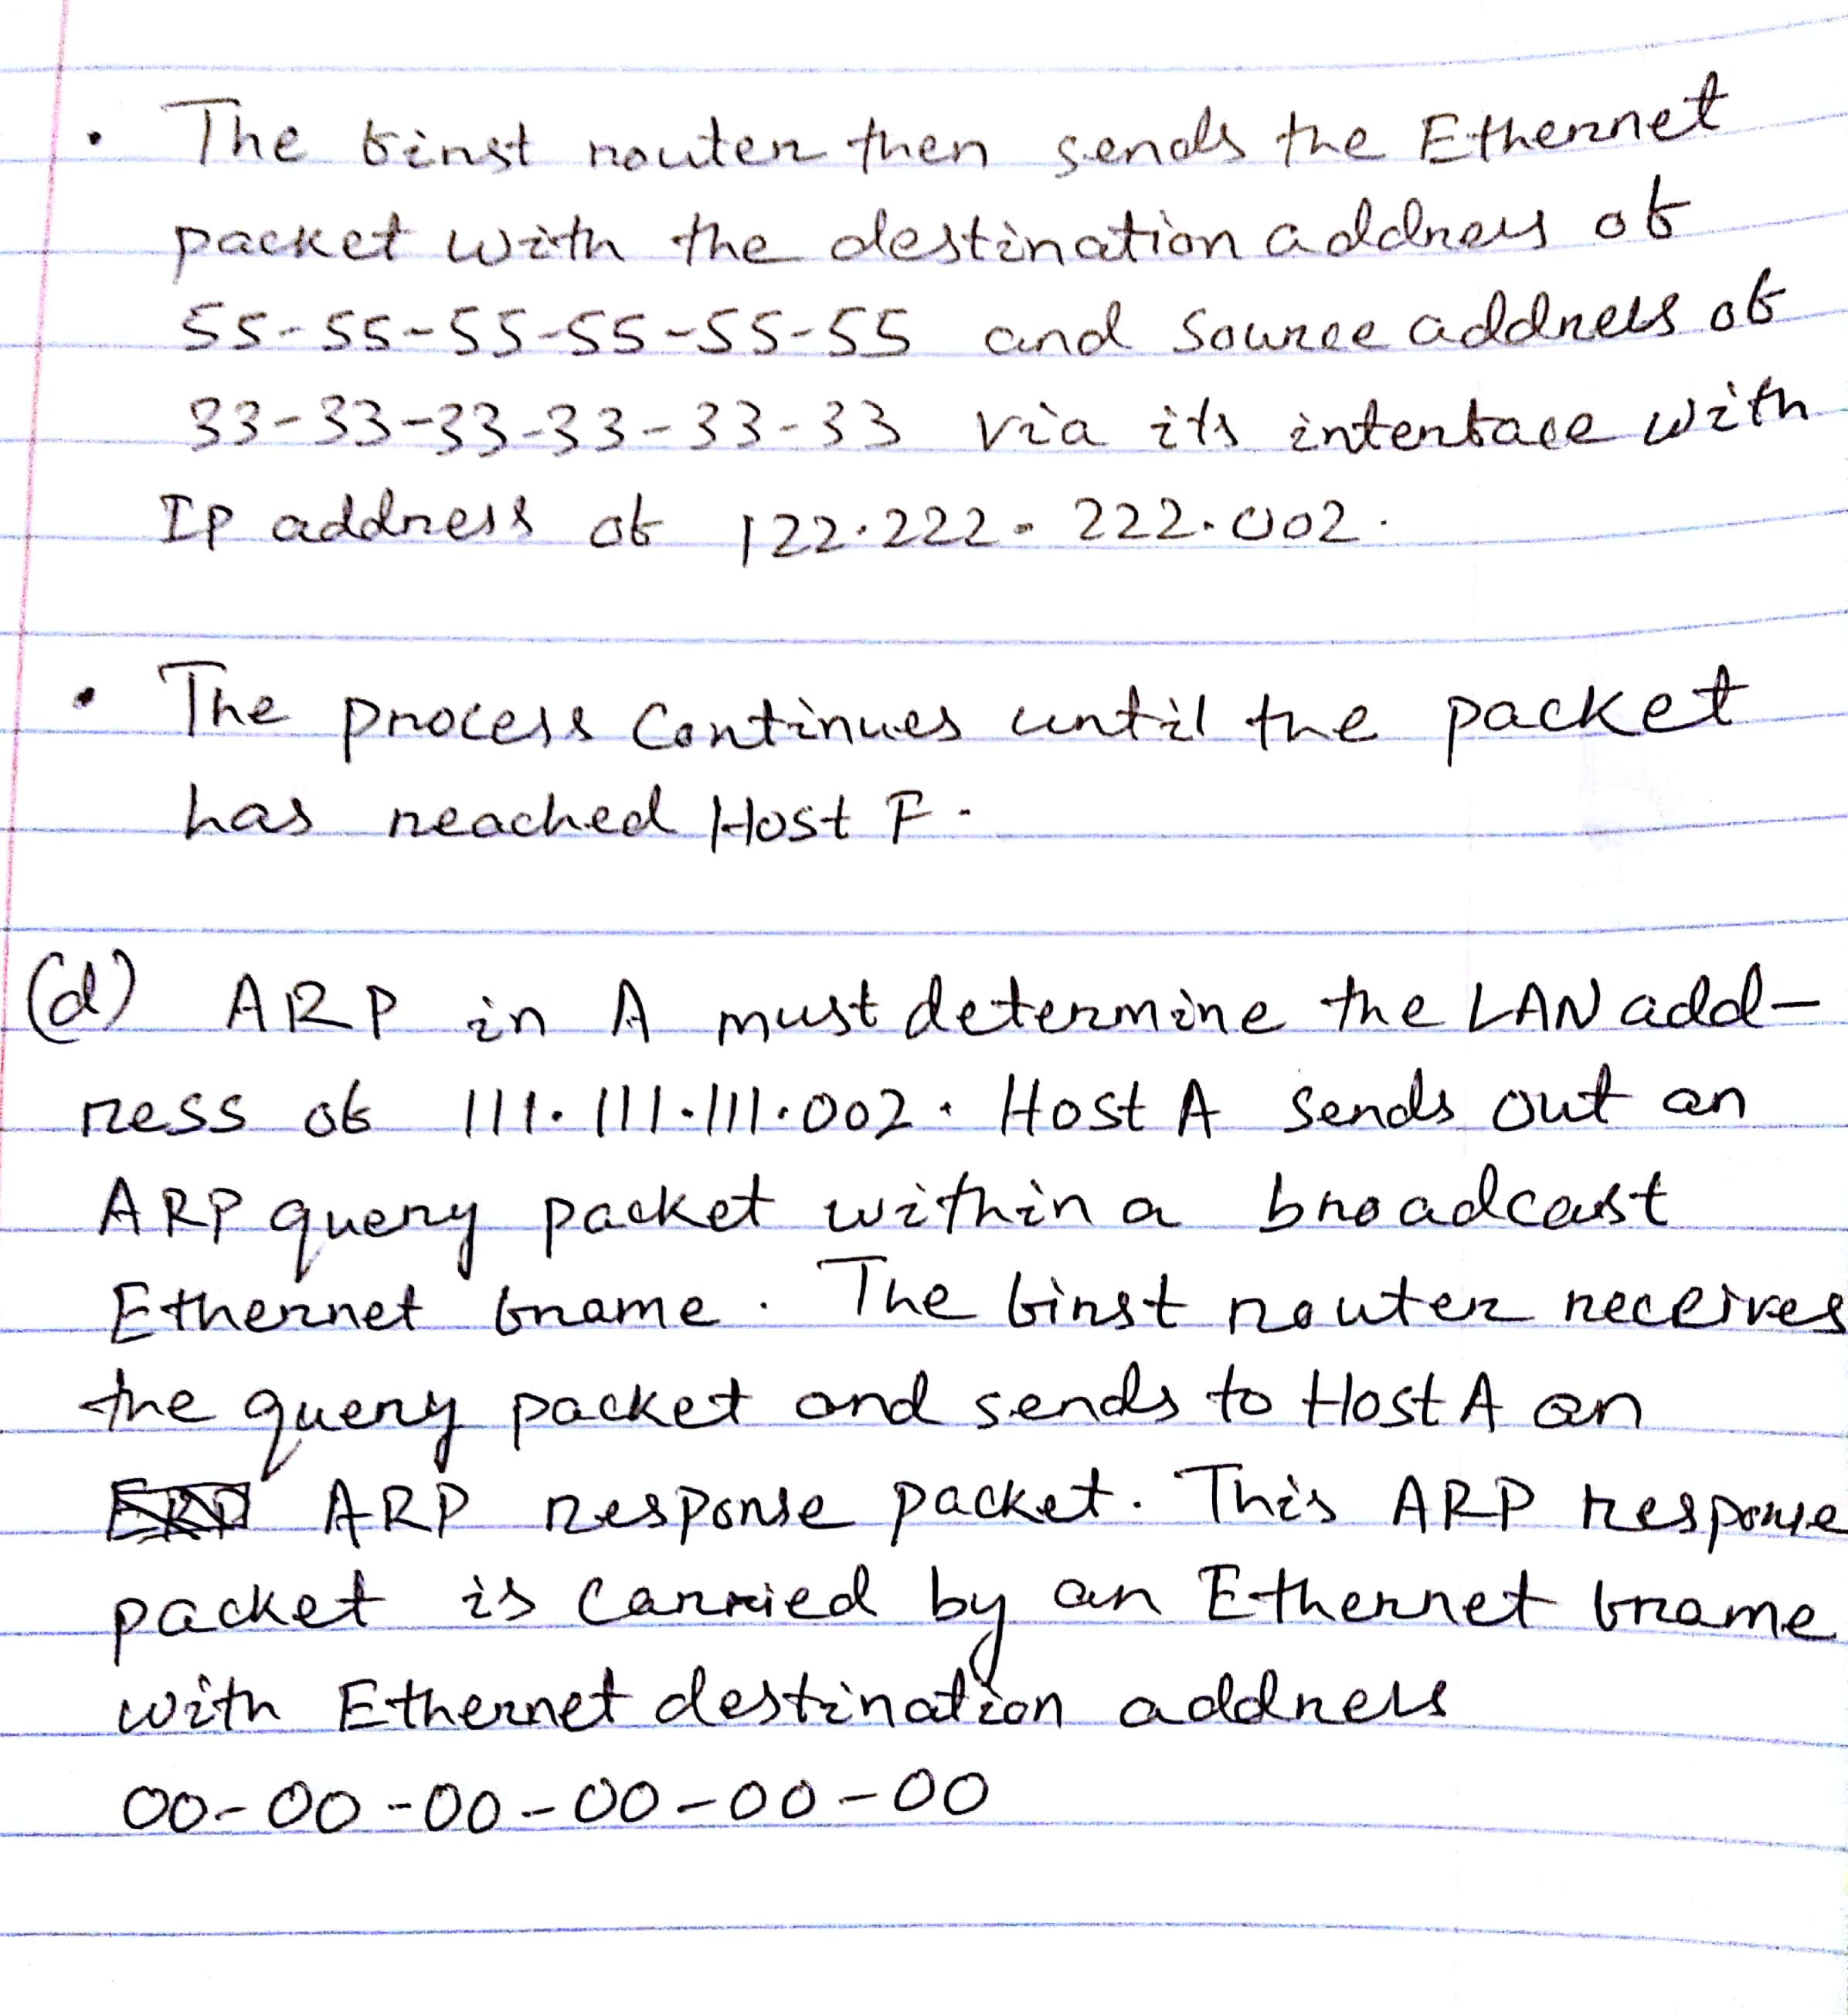 • The first router then sends the Ethernet
packet with the destination address of
55-55-55-55-55-55 and source address of
33-33-33-33-33-33 via its interface with
IP address of 122.222.222.002.
• The process continues until the packet
has reached Host F.
(d) ARP in A must determine the LAN add-
ress of 111.111.111.002. Host A sends out an
ARP query packet within a broadcast
Ethernet frame. The first router receives
the query packet and sends to Host A an
ARP response packet. This ARP response
packet is carried by an Ethernet frame
with Ethernet destination address
00-00-00-00-00-00